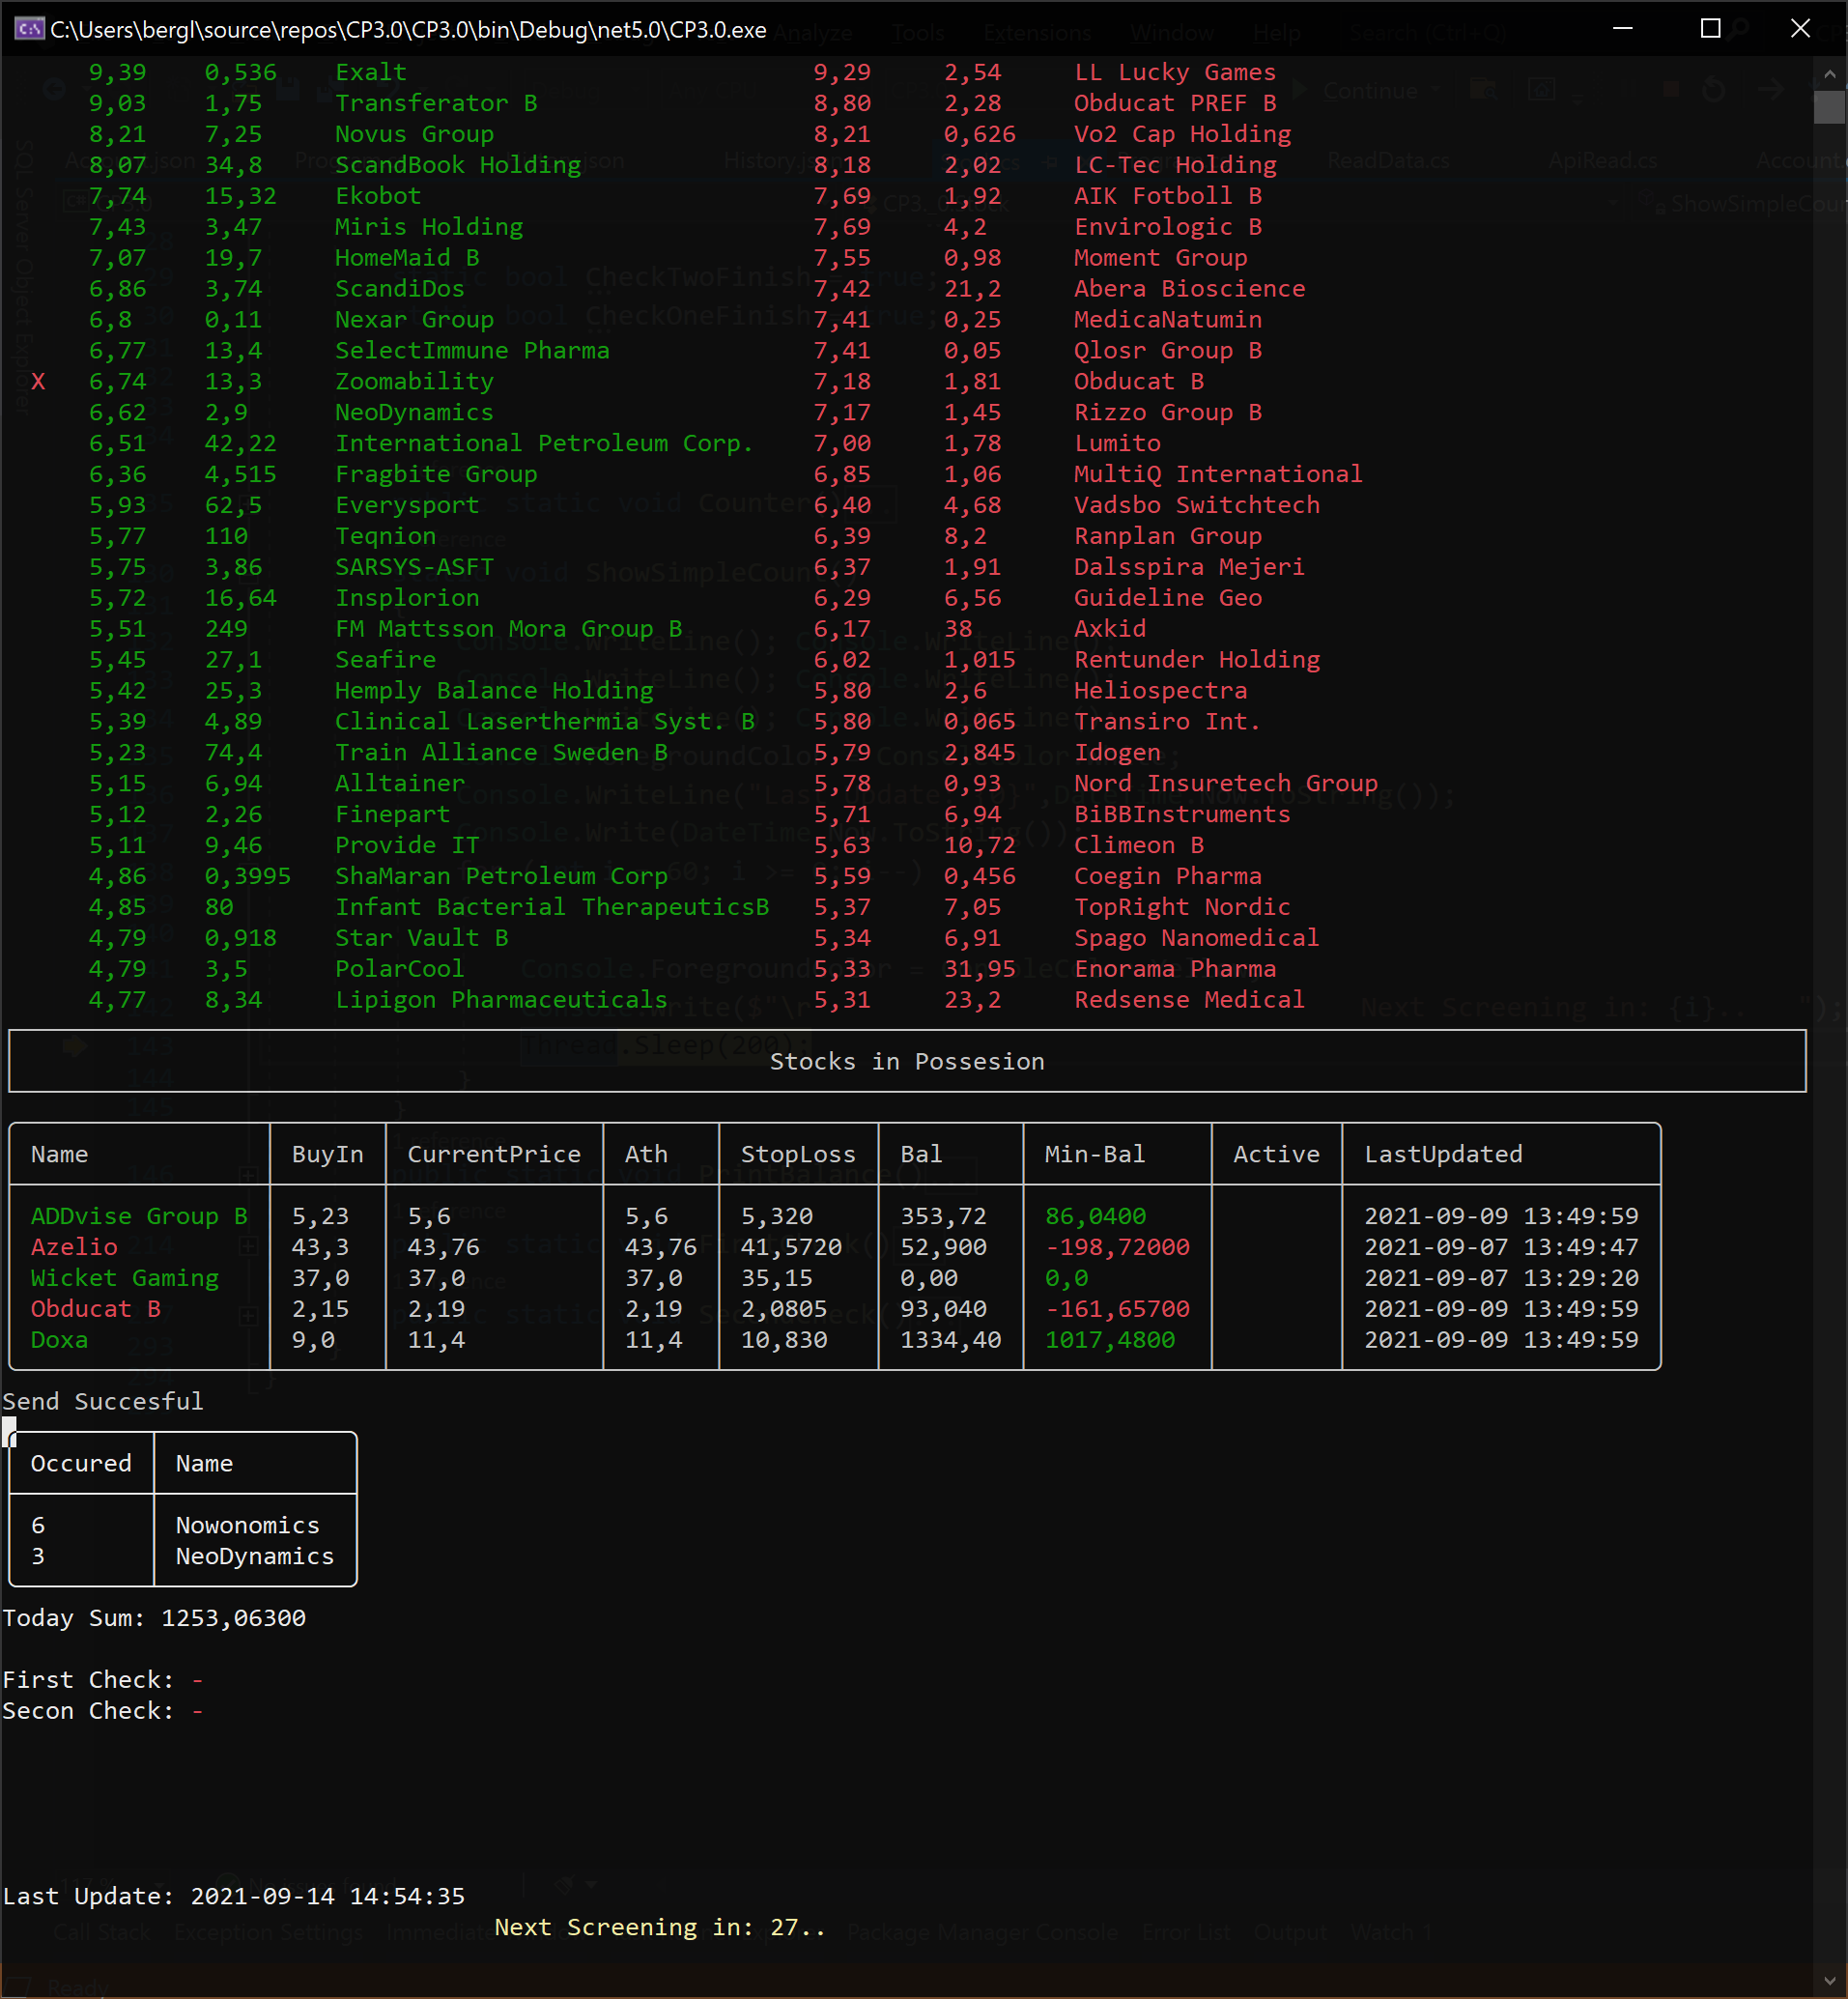 C:\Users\bergl\source\repos\CP3.0\CP3.0\bin\Debug\net5.0\CP3.0.exe
9,39 0,536 Exalt 9,29 2,54 LL Lucky Games
9,03 1,75 Transferator B 8,80 2,28 Obducat PREF B
8,21 7,25 Novus Group 8,21 0,626 Vo2 Cap Holding
8,07 34,8 ScandBook Holding 8,18 2,02 LC-Tec Holding
7,74 15,32 Ekobot 7,69 1,92 AIK Fotboll B
7,43 3,47 Miris Holding 7,69 4,2 Envirologic B
7,07 19,7 HomeMaid B 7,55 0,98 Moment Group
6,86 3,74 ScandiDos 7,42 21,2 Abera Bioscience
6,8 0,11 Nexar Group 7,41 0,25 MedicaNatumin
6,77 13,4 SelectImmune Pharma 7,41 0,05 Qlosr Group B
X 6,74 13,3 Zoomability 7,18 1,81 Obducat B
6,62 2,9 NeoDynamics 7,17 1,45 Rizzo Group B
6,51 42,22 International Petroleum Corp. 7,00 1,78 Lumito
6,36 4,515 Fragbite Group 6,85 1,06 MultiQ International
5,93 62,5 Everysport 6,40 4,68 Vadsbo Switchtech
5,77 110 Teqnion 6,39 8,2 Ranplan Group
5,75 3,86 SARSYS-ASFT 6,37 1,91 Dalsspira Mejeri
5,72 16,64 Insplorion 6,29 6,56 Guideline Geo
5,51 249 FM Mattsson Mora Group B 6,17 38 Axkid
5,45 27,1 Seafire 6,02 1,015 Rentunder Holding
5,42 25,3 Hemply Balance Holding 5,80 2,6 Heliospectra
5,39 4,89 Clinical Laserthermia Syst. B 5,80 0,065 Transiro Int.
5,23 74,4 Train Alliance Sweden B 5,79 2,845 Idogen
5,15 6,94 Alltainer 5,78 0,93 Nord Insuretech Group
5,12 2,26 Finepart 5,71 6,94 BiBBInstruments
5,11 9,46 Provide IT 5,63 10,72 Climeon B
4,86 0,3995 ShaMaran Petroleum Corp 5,59 0,456 Coegin Pharma
4,85 80 Infant Bacterial TherapeuticsB 5,37 7,05 TopRight Nordic
4,79 0,918 Star Vault B 5,34 6,91 Spago Nanomedical
4,79 3,5 PolarCool 5,33 31,95 Enorama Pharma
4,77 8,34 Lipigon Pharmaceuticals 5,31 23,2 Redsense Medical
Stocks in Possesion
Name BuyIn CurrentPrice Ath StopLoss Bal Min-Bal Active LastUpdated
ADDvise Group B 5,23 5,6 5,6 5,320 353,72 86,0400 2021-09-09 13:49:59
Azelio 43,3 43,76 43,76 41,5720 52,900 -198,72000 2021-09-07 13:49:47
Wicket Gaming 37,0 37,0 37,0 35,15 0,00 0,0 2021-09-07 13:29:20
Obducat B 2,15 2,19 2,19 2,0805 93,040 -161,65700 2021-09-09 13:49:59
Doxa 9,0 11,4 11,4 10,830 1334,40 1017,4800 2021-09-09 13:49:59
Send Succesful
Occured Name
6 Nowonomics
3 NeoDynamics
Today Sum: 1253,06300
First Check: -
Secon Check: -
Last Update: 2021-09-14 14:54:35
Next Screening in: 27..